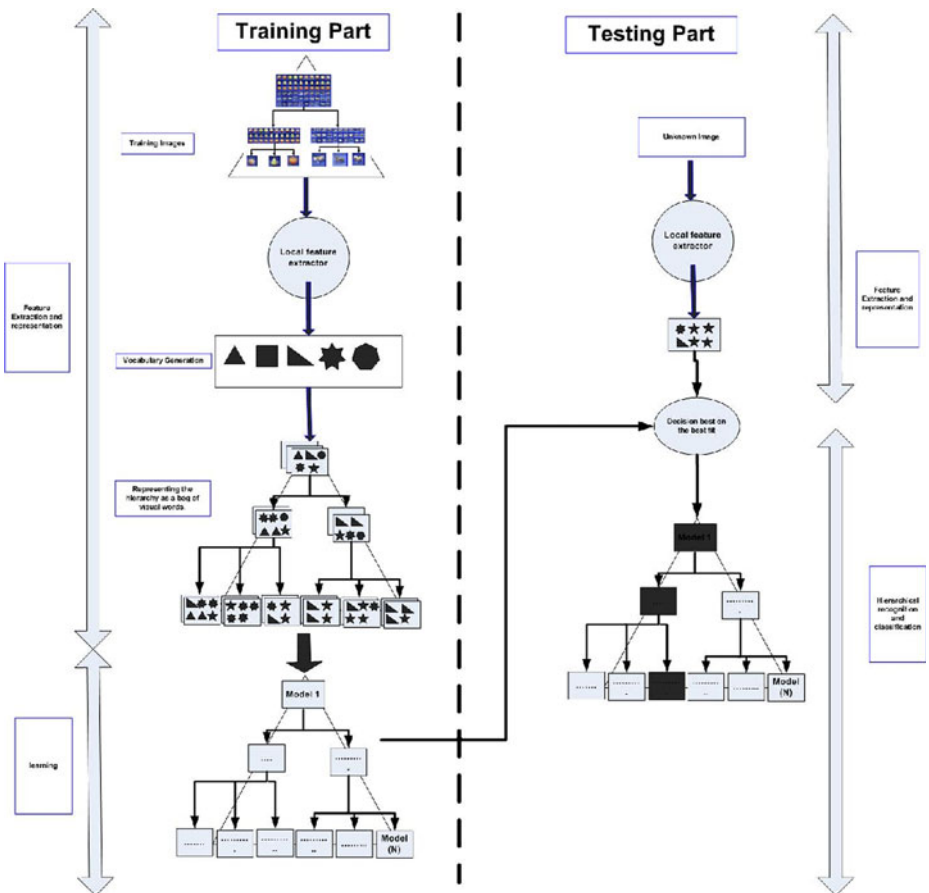 Training Part
Training Images
Local feature
extractor
Feature
Extraction and
representation
Vocabulary Generation
Representing the
hierarchy as a bog of
visual words.
Model 1
learning
Model
(N)
Testing Part
Unknown Image
Local feature
extractor
Feature
Extraction and
representation
Decision best on
the best fit
Model 1
Hierarchical
recognition
and
classification
Model
(N)